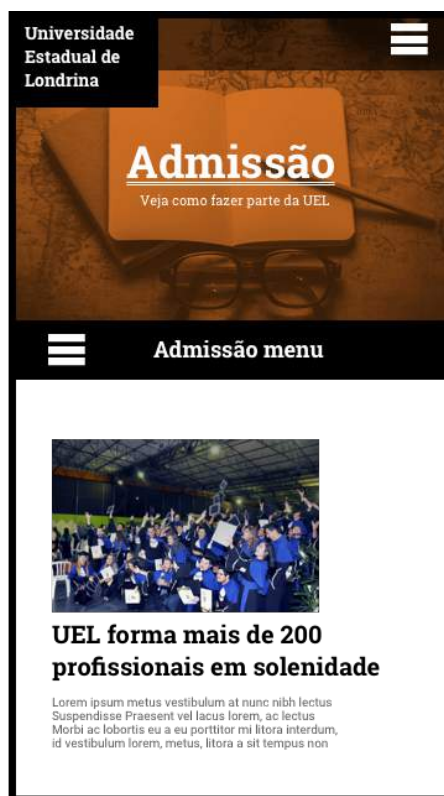 Universidade
Estadual de
Londrina
Admissão
Veja como fazer parte da UEL
Admissão menu
UEL forma mais de 200
profissionais em solenidade
Lorem ipsum metus vestibulum at nunc nibh lectus
Suspendisse Praesent vel lacus lorem, ac lectus
Morbi ac lobortis eu a eu porttitor mi litora interdum,
id vestibulum lorem, metus, litora a sit tempus non